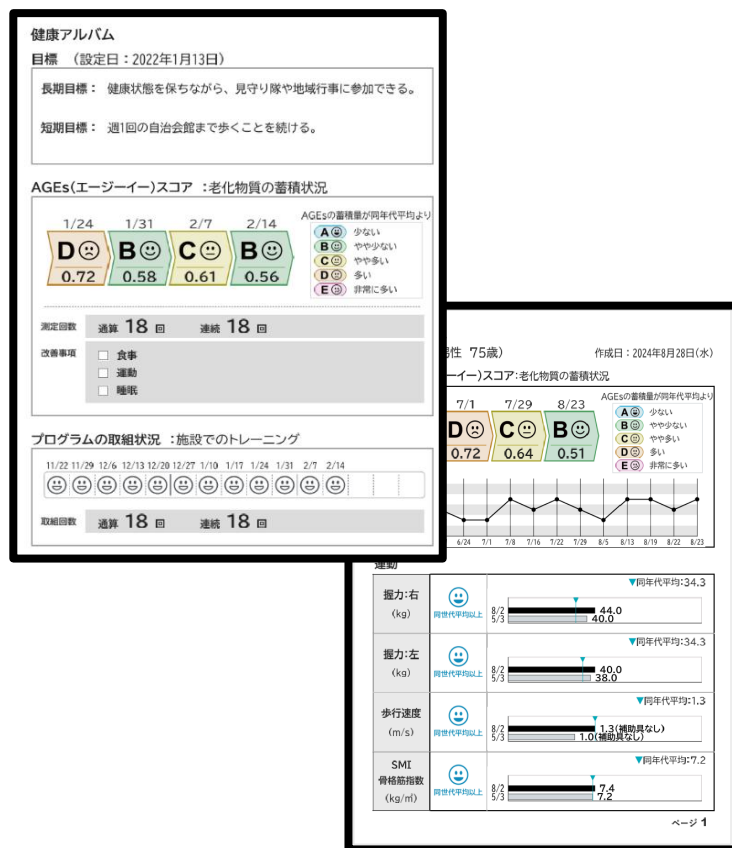 健康アルバム
目標 （設定日：2022年1月13日）
長期目標： 健康状態を保ちながら、見守り隊や地域行事に参加できる。
短期目標： 週1回の自治会館まで歩くことを続ける。
AGEs(エージーイー)スコア ：老化物質の蓄積状況
1/24 1/31 2/7 2/14
D B C B
0.72 0.58 0.61 0.56
AGEsの蓄積量が同年代平均より
A 少ない
B やや少ない
C やや多い
D 多い
E 非常に多い
測定回数 通算 18 回 連続 18 回
改善事項 食事
運動
睡眠
プログラムの取組状況 ：施設でのトレーニング
11/22 11/29 12/6 12/13 12/20 12/27 1/10 1/17 1/24 1/31 2/7 2/14
取組回数 通算 18 回 連続 18 回
男性 75歳） 作成日：2024年8月28日(水)
ーイー)スコア:老化物質の蓄積状況
7/1 7/29 8/23
D C B
0.72 0.64 0.51
AGEsの蓄積量が同年代平均より
A 少ない
B やや少ない
C やや多い
D 多い
E 非常に多い
6/24 7/1 7/8 7/16 7/22 7/29 8/5 8/13 8/19 8/22 8/23
運動
▼同年代平均:34.3
握力:右
(kg)
同世代平均以上
8/2 44.0
5/3 40.0
▼同年代平均:34.3
握力:左
(kg)
同世代平均以上
8/2 40.0
5/3 38.0
▼同年代平均:1.3
歩行速度
(m/s)
同世代平均以上
8/2 1.3(補助具なし)
5/3 1.0(補助具なし)
▼同年代平均:7.2
SMI
骨格筋指数
(kg/㎡)
同世代平均以上
8/2 7.4
5/3 7.2
ページ 1